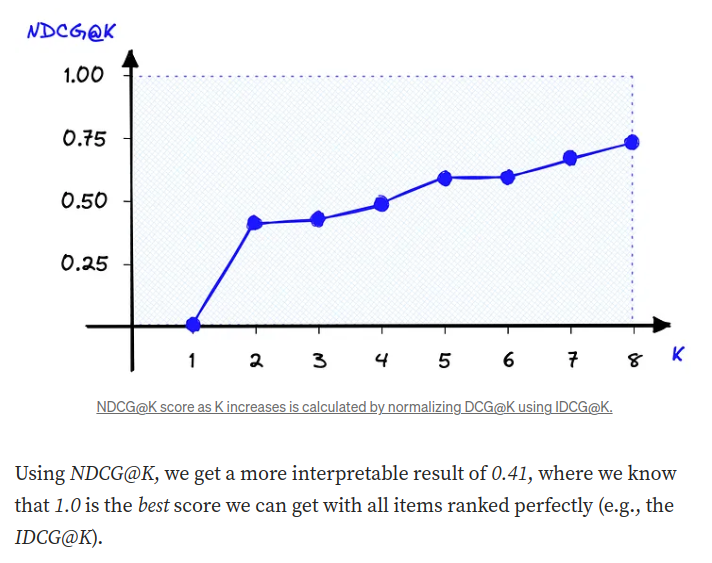 NDCG@K
1.00
0.75
0.50
0.25
1 2 3 4 5 6 7 8 K
NDCG@K score as K increases is calculated by normalizing DCG@K using IDCG@K.
Using NDCG@K, we get a more interpretable result of 0.41, where we know
that 1.0 is the best score we can get with all items ranked perfectly (e.g., the
IDCG@K).